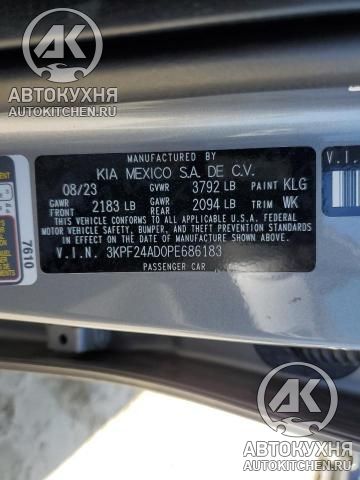 AK
АВТОКУХНЯ
AUTOKITCHEN.RU
MANUFACTURED BY
KIA MEXICO S.A. DE C.V.
08/23 GVWR 3792 LB PAINT KLG
GAWR FRONT 2183 LB GAWR REAR 2094 LB TRIM WK
THIS VEHICLE CONFORMS TO ALL APPLICABLE U.S.A. FEDERAL
MOTOR VEHICLE SAFETY, BUMPER, AND THEFT PREVENTION STANDARDS
IN EFFECT ON THE DATE OF MANUFACTURE SHOWN ABOVE.
V.I.N. 3KPF24AD0PE686183
PASSENGER CAR
7610
V.I.
AK
АВТОКУХНЯ
AUTOKITCHEN.RU